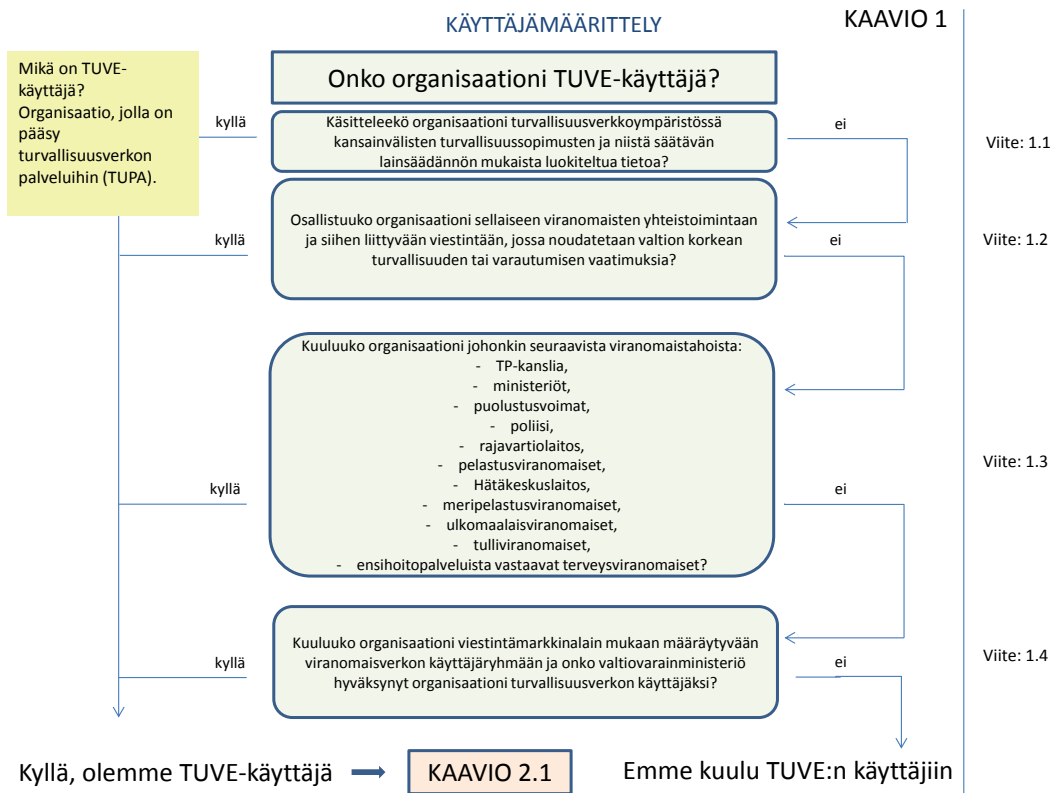 KÄYTTÄJÄMÄÄRITTELY
KAAVIO 1
Mikä on TUVE-
käyttäjä?
Organisaatio, jolla on
pääsy
turvallisuusverkon
palveluihin (TUPA).
Onko organisaationi TUVE-käyttäjä?
kyllä
Käsitteleekö organisaationi turvallisuusverkkoympäristössä
kansainvälisten turvallisuussopimusten ja niistä säätävän
lainsäädännön mukaista luokiteltua tietoa?
ei
Viite: 1.1
kyllä
Osallistuuko organisaationi sellaiseen viranomaisten yhteistoimintaan
ja siihen liittyvään viestintään, jossa noudatetaan valtion korkean
turvallisuuden tai varautumisen vaatimuksia?
ei
Viite: 1.2
Kuuluuko organisaationi johonkin seuraavista viranomaistahoista:
- TP-kanslia,
- ministeriöt,
- puolustusvoimat,
- poliisi,
- rajavartiolaitos,
- pelastusviranomaiset,
- Hätäkeskuslaitos,
- meripelastusviranomaiset,
- ulkomaalaisviranomaiset,
- tulliviranomaiset,
- ensihoitopalveluista vastaavat terveysviranomaiset?
kyllä
ei
Viite: 1.3
kyllä
Kuuluuko organisaationi viestintämarkkinalain mukaan määräytyvään
viranomaisverkon käyttäjäryhmään ja onko valtiovarainministeriö
hyväksynyt organisaationi turvallisuusverkon käyttäjäksi?
ei
Viite: 1.4
Kyllä, olemme TUVE-käyttäjä
KAAVIO 2.1
Emme kuulu TUVE:n käyttäjiin